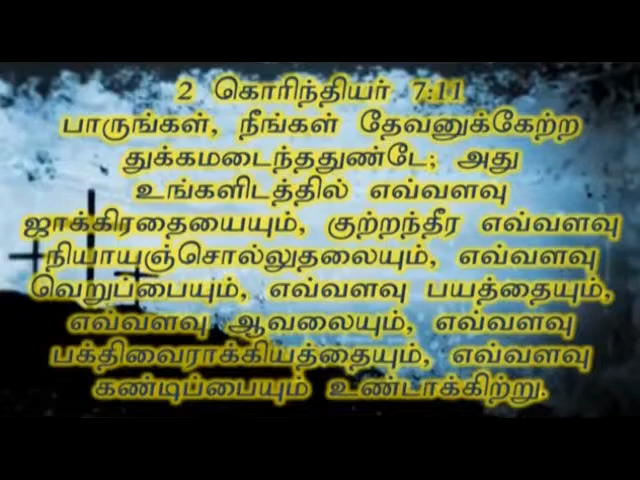 2 கொரிந்தியர் 7:11
பாருங்கள், நீங்கள் தேவனுக்கேற்ற
துக்கமடைந்ததுண்டே; அது
உங்களிடத்தில் எவ்வளவு
ஜாக்கிரதையையும், குற்றந்தீர எவ்வளவு
நியாயஞ்சொல்லுதலையும், எவ்வளவு
வெறுப்பையும், எவ்வளவு பயத்தையும்,
எவ்வளவு ஆவலையும், எவ்வளவு
பக்திவைராக்கியத்தையும், எவ்வளவு
கண்டிப்பையும் உண்டாக்கிற்று.